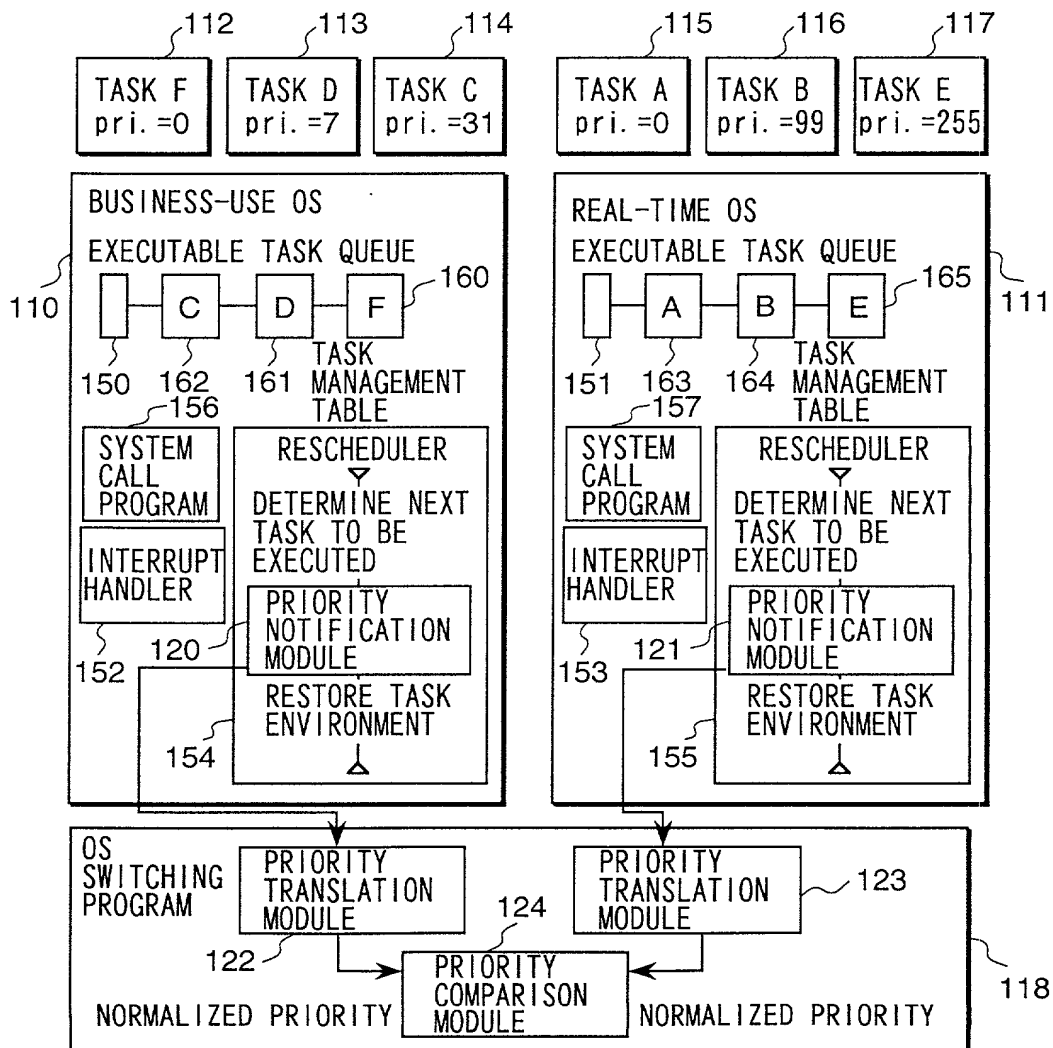 112
113
114
115
116
117
TASK F
pri.=0
TASK D
pri.=7
TASK C
pri.=31
TASK A
pri.=0
TASK B
pri.=99
TASK E
pri.=255
BUSINESS-USE OS
EXECUTABLE TASK QUEUE
160
110
C
D
F
150
162
161
TASK
MANAGEMENT
TABLE
156
SYSTEM
CALL
PROGRAM
INTERRUPT
HANDLER
152
RESCHEDULER
DETERMINE NEXT
TASK TO BE
EXECUTED
PRIORITY
NOTIFICATION
MODULE
120
RESTORE TASK
ENVIRONMENT
154
REAL-TIME OS
EXECUTABLE TASK QUEUE
165
111
A
B
E
151
163
164
TASK
MANAGEMENT
TABLE
157
SYSTEM
CALL
PROGRAM
INTERRUPT
HANDLER
153
RESCHEDULER
DETERMINE NEXT
TASK TO BE
EXECUTED
PRIORITY
NOTIFICATION
MODULE
121
RESTORE TASK
ENVIRONMENT
155
OS
SWITCHING
PROGRAM
PRIORITY
TRANSLATION
MODULE
122
PRIORITY
TRANSLATION
MODULE
123
124
PRIORITY
COMPARISON
MODULE
118
NORMALIZED PRIORITY
NORMALIZED PRIORITY